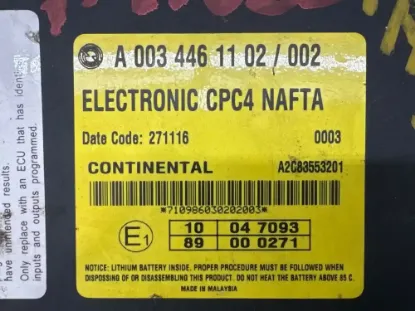 A 003 446 11 02 / 002
ELECTRONIC CPC4 NAFTA
Date Code: 271116 0003
CONTINENTAL A2C83553201
*710986030202003*
E1
10 04 7093
89 00 0271
NOTICE: LITHIUM BATTERY INSIDE. PROPER PROCEDURE MUST BE FOLLOWED WHEN
DISPOSING OF OR DISASSEMBLING THIS PRODUCT. DO NOT HEAT THE BATTERY ABOVE 85 C.
MADE IN MALAYSIA
have unintended results.
Only replace with an ECU that has identi
inputs and outputs programmed.